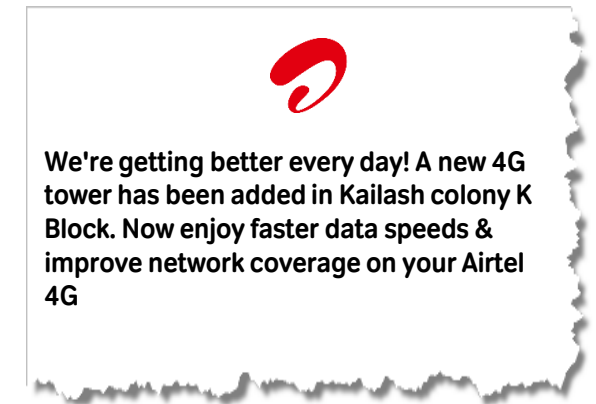 We're getting better every day! A new 4G
tower has been added in Kailash colony K
Block. Now enjoy faster data speeds &
improve network coverage on your Airtel
4G